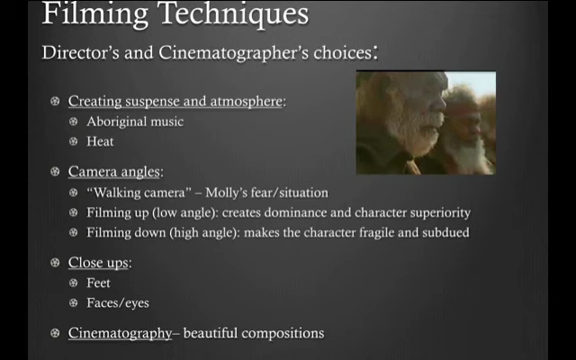 Filming Techniques
Director's and Cinematographer's choices:
Creating suspense and atmosphere:
Aboriginal music
Heat
Camera angles:
“Walking camera” – Molly's fear/situation
Filming up (low angle): creates dominance and character superiority
Filming down (high angle): makes the character fragile and subdued
Close ups:
Feet
Faces/eyes
Cinematography– beautiful compositions